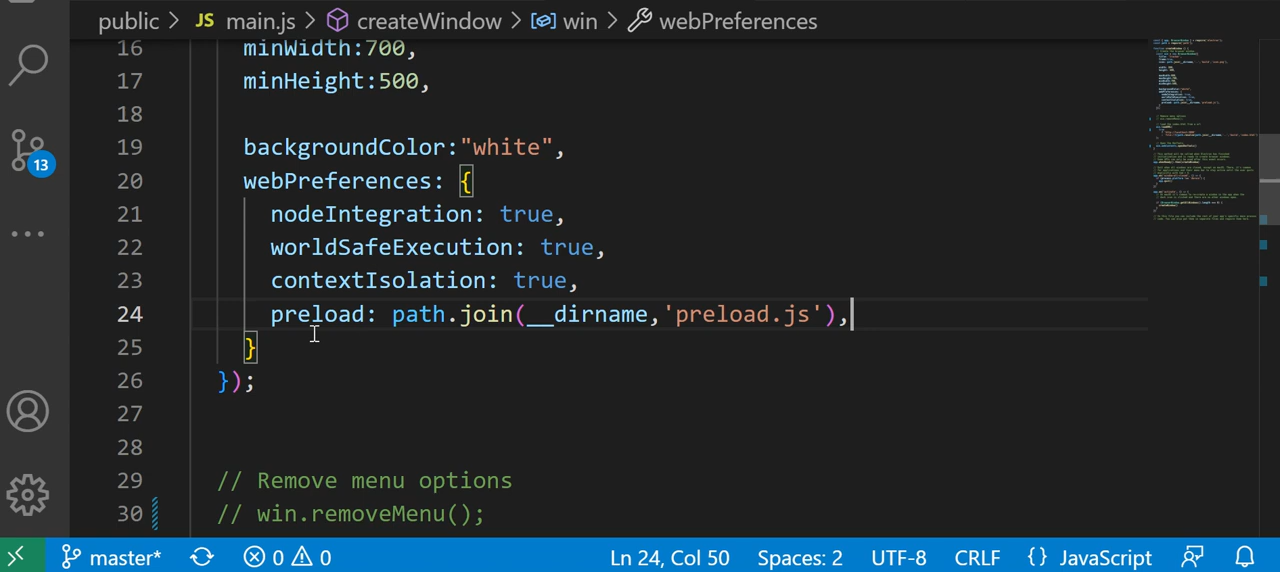 public > JS main.js > createWindow > win > webPreferences
16 minWidth:700,
17 minHeight:500,
18
19 backgroundColor:"white",
20 webPreferences: {
21 nodeIntegration: true,
22 worldSafeExecution: true,
23 contextIsolation: true,
24 preload: path.join(__dirname,'preload.js'),
25 }
26 });
27
28
29 // Remove menu options
30 // win.removeMenu();
13
master* 0 0 Ln 24, Col 50 Spaces: 2 UTF-8 CRLF {} JavaScript